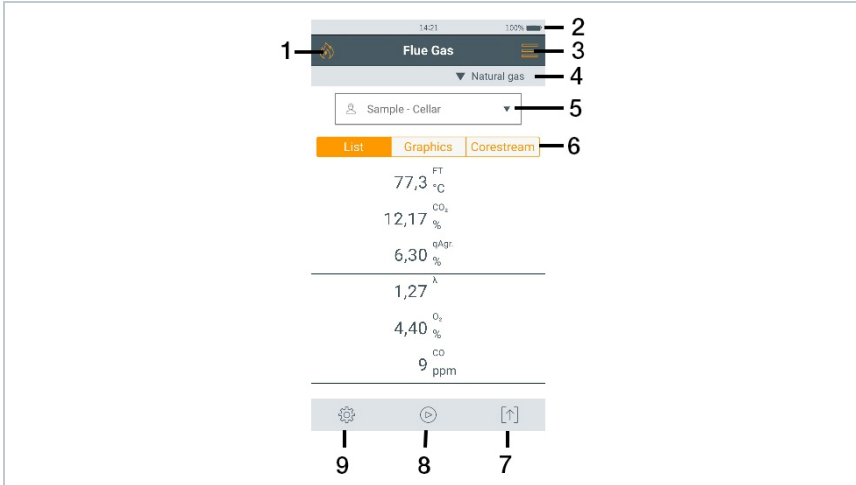 14:21 100% 2
1 Flue Gas 3
▼ Natural gas 4
Sample - Cellar ▼ 5
List Graphics Corestream 6
77,3 FT °C
12,17 CO₂ %
6,30 qAgr. %
1,27 λ
4,40 O₂ %
9 CO ppm
9 8 7